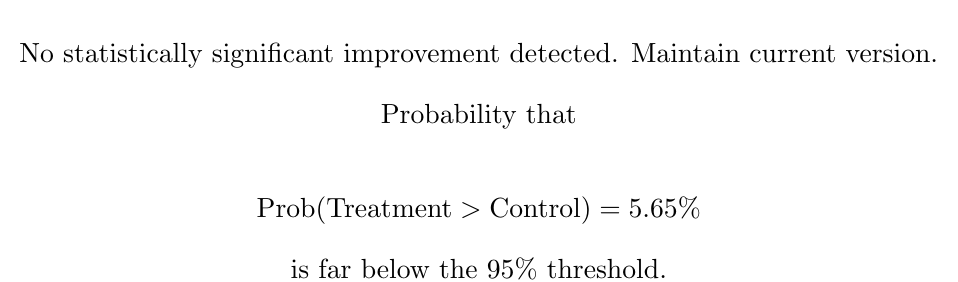 No statistically significant improvement detected. Maintain current version.
Probability that
Prob(Treatment > Control) = 5.65%
is far below the 95% threshold.